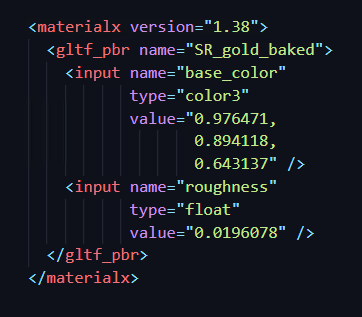 <materialx version="1.38">
<gltf_pbr name="SR_gold_baked">
<input name="base_color"
type="color3"
value="0.976471,
0.894118,
0.643137" />
<input name="roughness"
type="float"
value="0.0196078" />
</gltf_pbr>
</materialx>